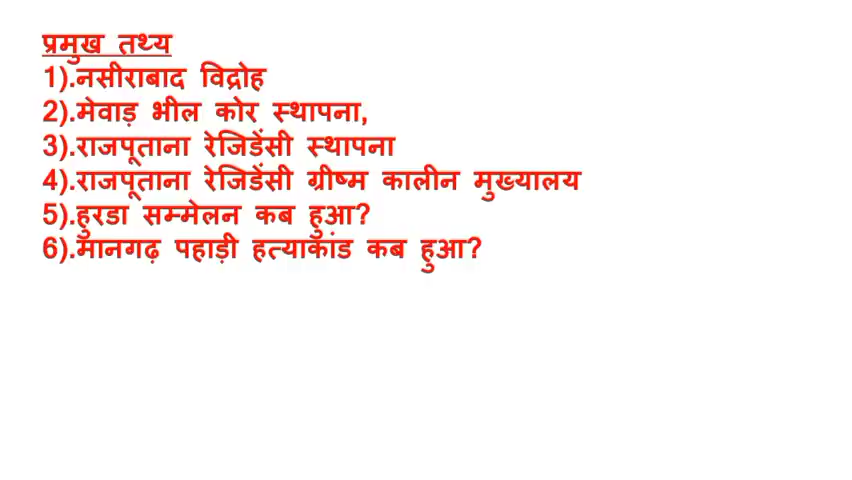 प्रमुख तथ्य
1).नसीराबाद विद्रोह
2).मेवाड़ भील कोर स्थापना,
3).राजपूताना रेजिडेंसी स्थापना
4).राजपूताना रेजिडेंसी ग्रीष्म कालीन मुख्यालय
5).हुरडा सम्मेलन कब हुआ?
6).मानगढ़ पहाड़ी हत्याकांड कब हुआ?